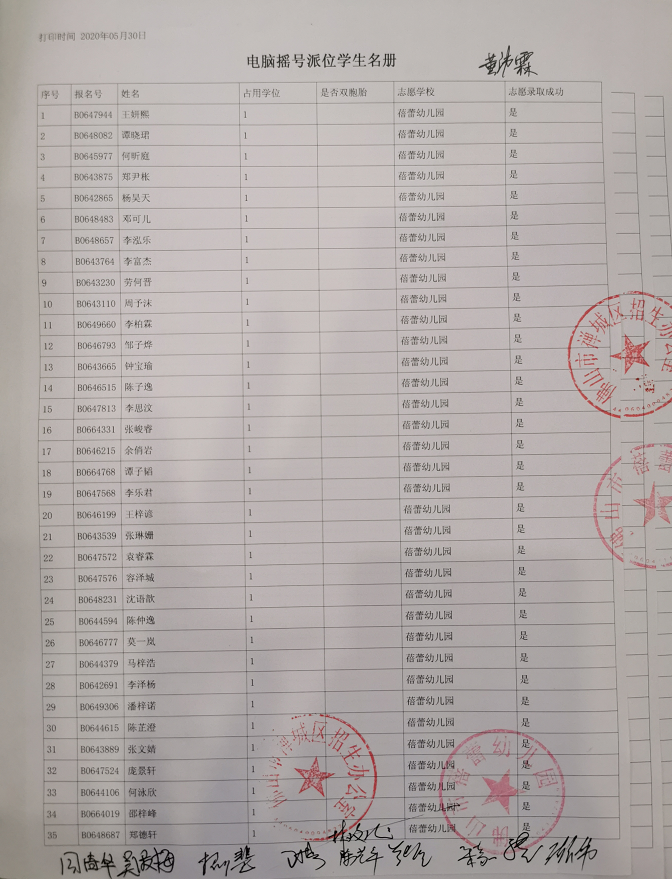 打印时间 2020年05月30日
电脑摇号派位学生名册
序号 报名号 姓名 占用学位 是否双胞胎 志愿学校 志愿录取成功
1 B0647944 王妍熙 1 蓓蕾幼儿园 是
2 B0648082 谭晓珺 1 蓓蕾幼儿园 是
3 B0645977 何昕庭 1 蓓蕾幼儿园 是
4 B0643875 郑尹枨 1 蓓蕾幼儿园 是
5 B0642865 杨昊天 1 蓓蕾幼儿园 是
6 B0648483 邓可儿 1 蓓蕾幼儿园 是
7 B0648657 李泓乐 1 蓓蕾幼儿园 是
8 B0643764 李富杰 1 蓓蕾幼儿园 是
9 B0643230 劳何晋 1 蓓蕾幼儿园 是
10 B0643110 周予沫 1 蓓蕾幼儿园 是
11 B0649660 李柏霖 1 蓓蕾幼儿园 是
12 B0646793 邹子烨 1 蓓蕾幼儿园 是
13 B0643665 钟宝瑜 1 蓓蕾幼儿园 是
14 B0646515 陈子逸 1 蓓蕾幼儿园 是
15 B0647813 李思汶 1 蓓蕾幼儿园 是
16 B0664331 张峻睿 1 蓓蕾幼儿园 是
17 B0646215 余俏岩 1 蓓蕾幼儿园 是
18 B0664768 谭子韬 1 蓓蕾幼儿园 是
19 B0647568 李乐君 1 蓓蕾幼儿园 是
20 B0646199 王梓谚 1 蓓蕾幼儿园 是
21 B0643539 张琳姗 1 蓓蕾幼儿园 是
22 B0647572 袁睿霖 1 蓓蕾幼儿园 是
23 B0647576 容泽城 1 蓓蕾幼儿园 是
24 B0648231 沈语歆 1 蓓蕾幼儿园 是
25 B0644594 陈仲逸 1 蓓蕾幼儿园 是
26 B0646777 莫一岚 1 蓓蕾幼儿园 是
27 B0644379 马梓浩 1 蓓蕾幼儿园 是
28 B0642691 李泽杨 1 蓓蕾幼儿园 是
29 B0649306 潘梓诺 1 蓓蕾幼儿园 是
30 B0644615 陈芷澄 1 蓓蕾幼儿园 是
31 B0643889 张文婧 1 蓓蕾幼儿园 是
32 B0647524 庞景轩 1 蓓蕾幼儿园 是
33 B0644106 何泳欣 1 蓓蕾幼儿园 是
34 B0664019 邵梓峰 1 蓓蕾幼儿园 是
35 B0648687 郑德轩 1 蓓蕾幼儿园 是
佛山市禅城区招生办公室
佛山市蓓蕾
佛山市禅城区招生办公室
佛山市蓓蕾幼儿园